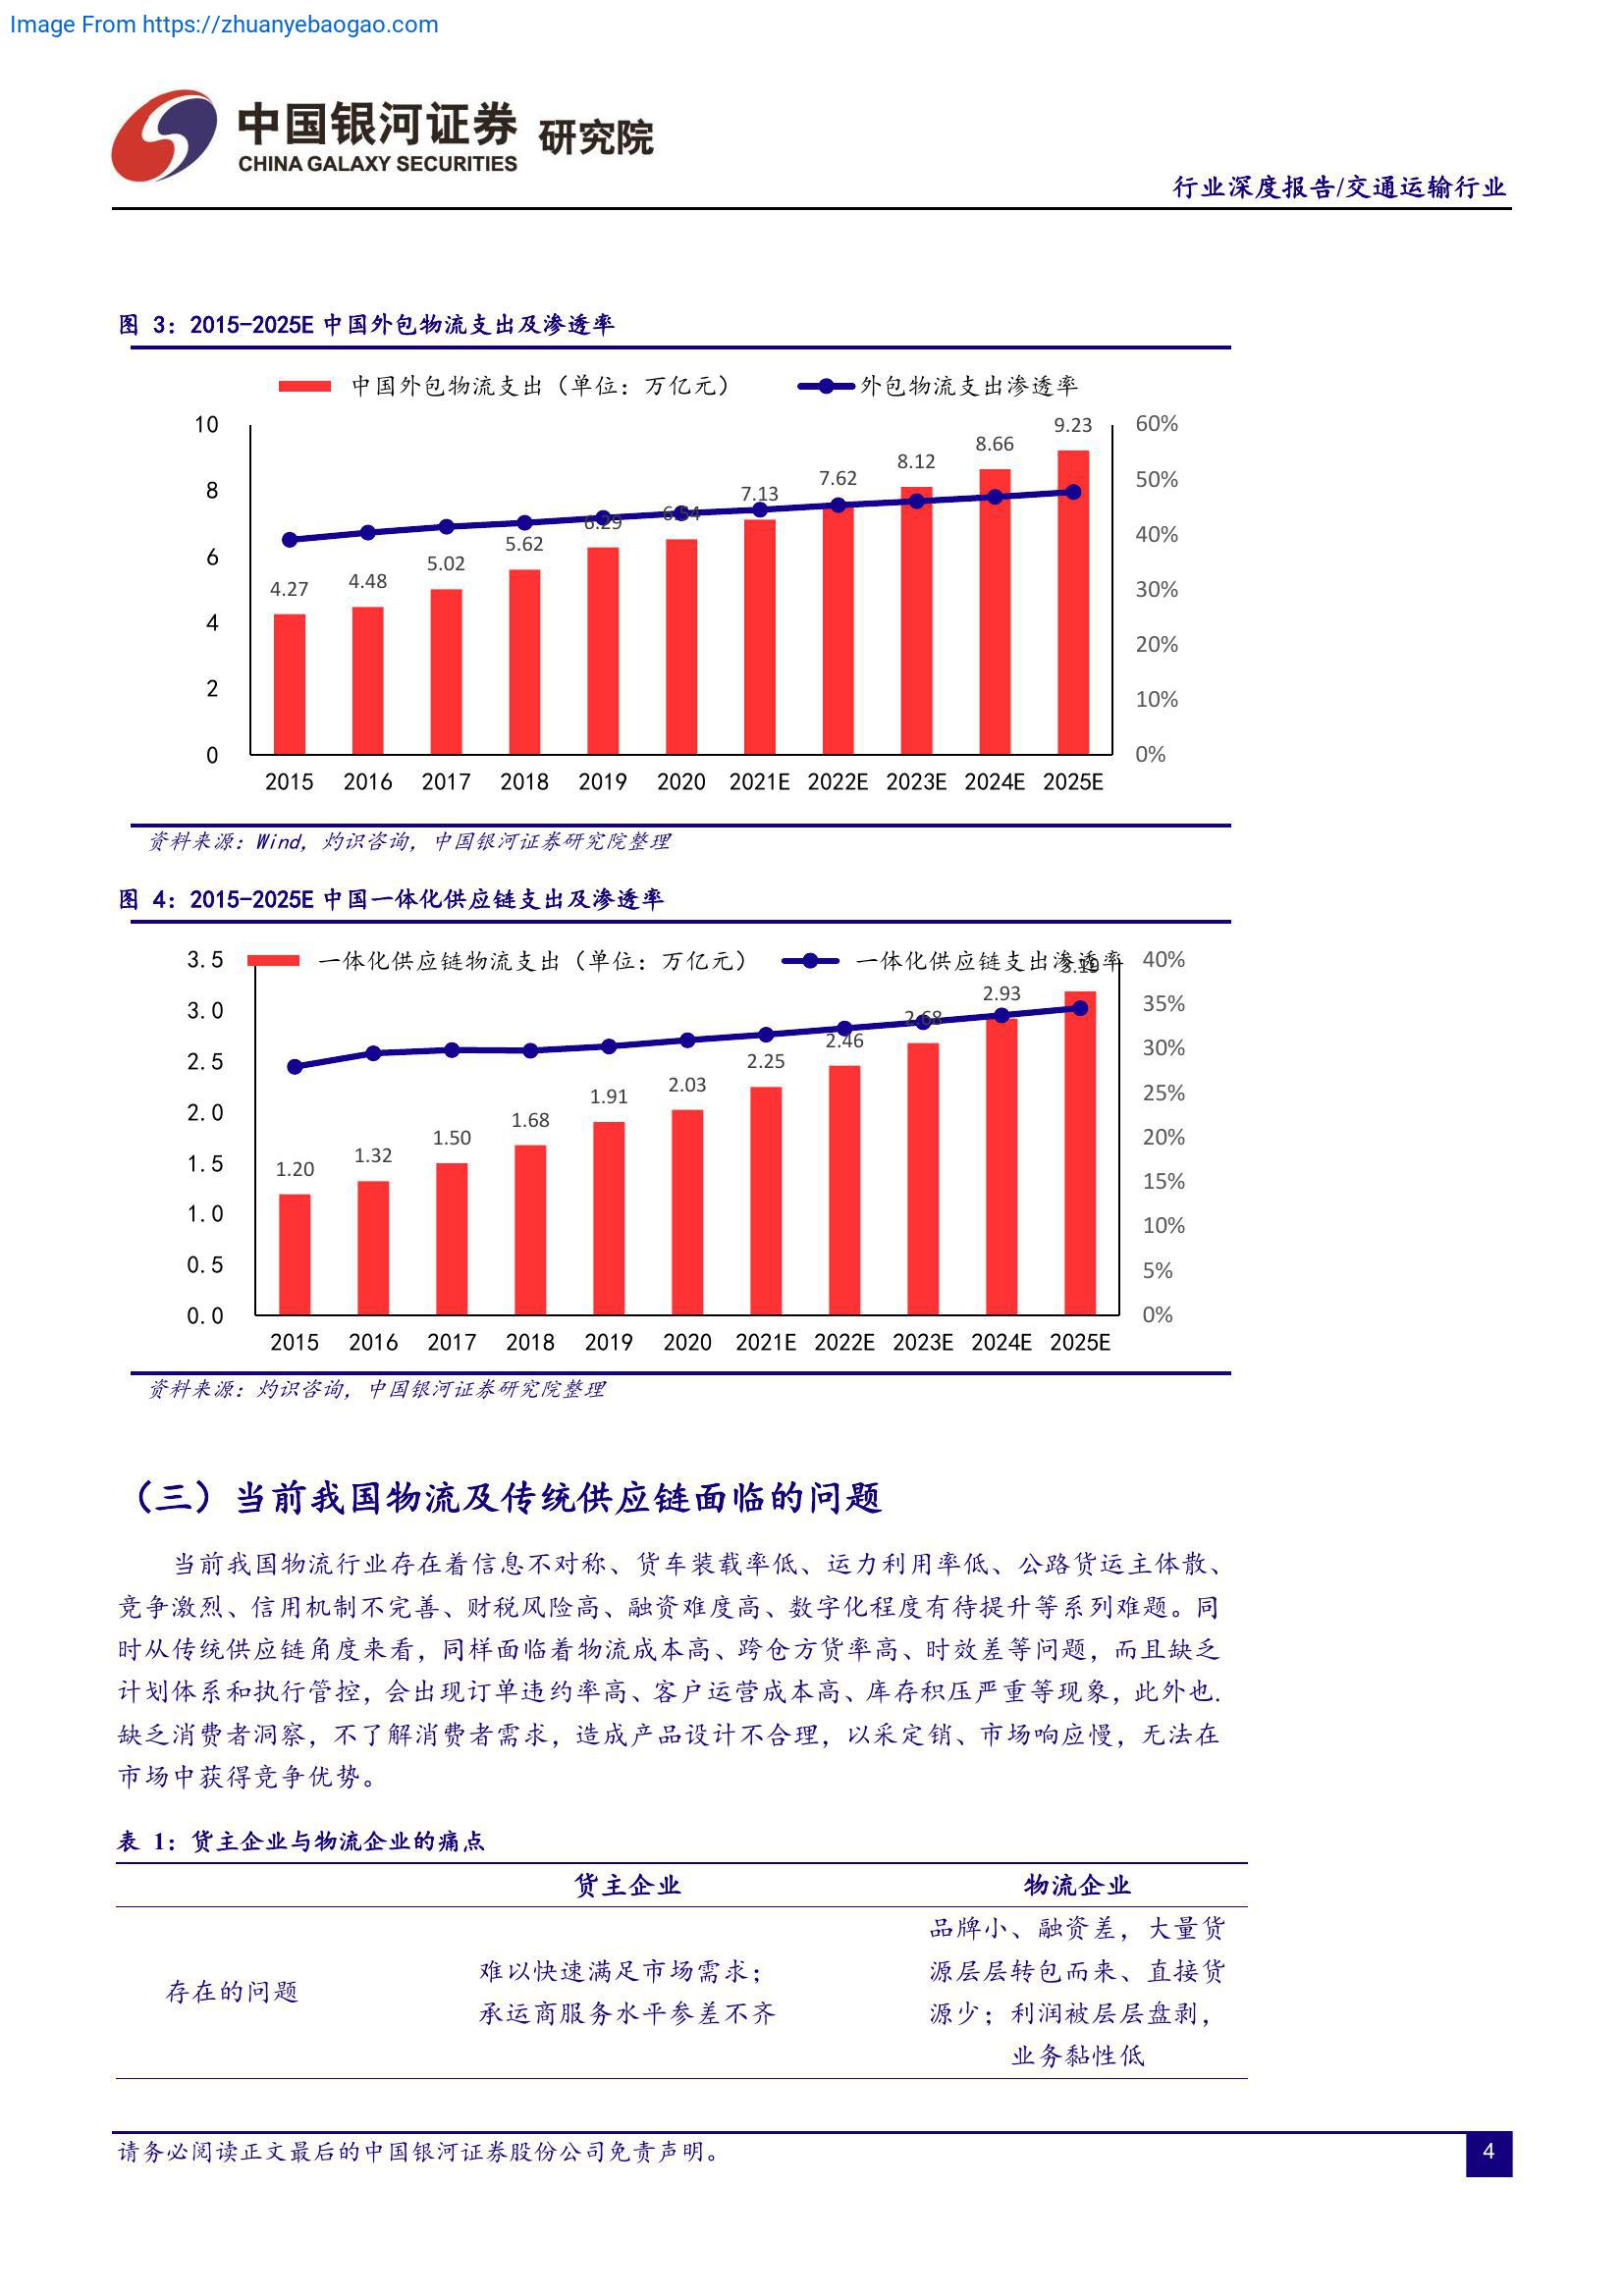 Image From https://zhuanyebaogao.com
中国银河证券 研究院
CHINA GALAXY SECURITIES
行业深度报告/交通运输行业
图 3：2015-2025E 中国外包物流支出及渗透率
中国外包物流支出（单位：万亿元） 外包物流支出渗透率
10 8 6 4 2 0
4.27 4.48 5.02 5.62 6.29 6.54 7.13 7.62 8.12 8.66 9.23
60% 50% 40% 30% 20% 10% 0%
2015 2016 2017 2018 2019 2020 2021E 2022E 2023E 2024E 2025E
资料来源：Wind，灼识咨询，中国银河证券研究院整理
图 4：2015-2025E 中国一体化供应链支出及渗透率
一体化供应链物流支出（单位：万亿元） 一体化供应链支出渗透率
3.5 3.0 2.5 2.0 1.5 1.0 0.5 0.0
1.20 1.32 1.50 1.68 1.91 2.03 2.25 2.46 2.68 2.93 3.19
40% 35% 30% 25% 20% 15% 10% 5% 0%
2015 2016 2017 2018 2019 2020 2021E 2022E 2023E 2024E 2025E
资料来源：灼识咨询，中国银河证券研究院整理
（三）当前我国物流及传统供应链面临的问题
当前我国物流行业存在着信息不对称、货车装载率低、运力利用率低、公路货运主体散、
竞争激烈、信用机制不完善、财税风险高、融资难度高、数字化程度有待提升等系列难题。同
时从传统供应链角度来看，同样面临着物流成本高、跨仓方货率高、时效差等问题，而且缺乏
计划体系和执行管控，会出现订单违约率高、客户运营成本高、库存积压严重等现象，此外也.
缺乏消费者洞察，不了解消费者需求，造成产品设计不合理，以采定销、市场响应慢，无法在
市场中获得竞争优势。
表 1：货主企业与物流企业的痛点
货主企业 物流企业
存在的问题
难以快速满足市场需求；
承运商服务水平参差不齐
品牌小、融资差，大量货
源层层转包而来、直接货
源少；利润被层层盘剥，
业务黏性低
请务必阅读正文最后的中国银河证券股份公司免责声明。
4